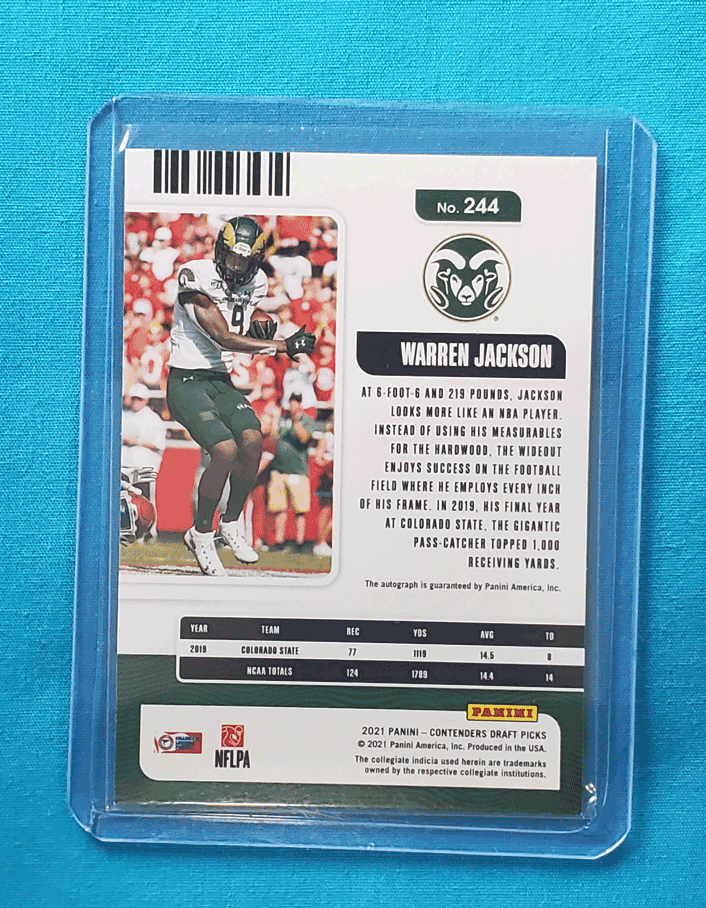 No. 244
9
WARREN JACKSON
AT 6-FOOT-6 AND 219 POUNDS, JACKSON
LOOKS MORE LIKE AN NBA PLAYER.
INSTEAD OF USING HIS MEASURABLES
FOR THE HARDWOOD, THE WIDEOUT
ENJOYS SUCCESS ON THE FOOTBALL
FIELD WHERE HE EMPLOYS EVERY INCH
OF HIS FRAME. IN 2019, HIS FINAL YEAR
AT COLORADO STATE, THE GIGANTIC
PASS-CATCHER TOPPED 1,000
RECEIVING YARDS.
The autograph is guaranteed by Panini America, Inc.
YEAR TEAM REC YDS AVG TD
2019 COLORADO STATE 77 1119 14.5 8
NCAA TOTALS 124 1789 14.4 14
PANINI
2021 PANINI – CONTENDERS DRAFT PICKS
© 2021 Panini America, Inc. Produced in the USA.
The collegiate indicia used herein are trademarks
owned by the respective collegiate institutions.
NFLPA